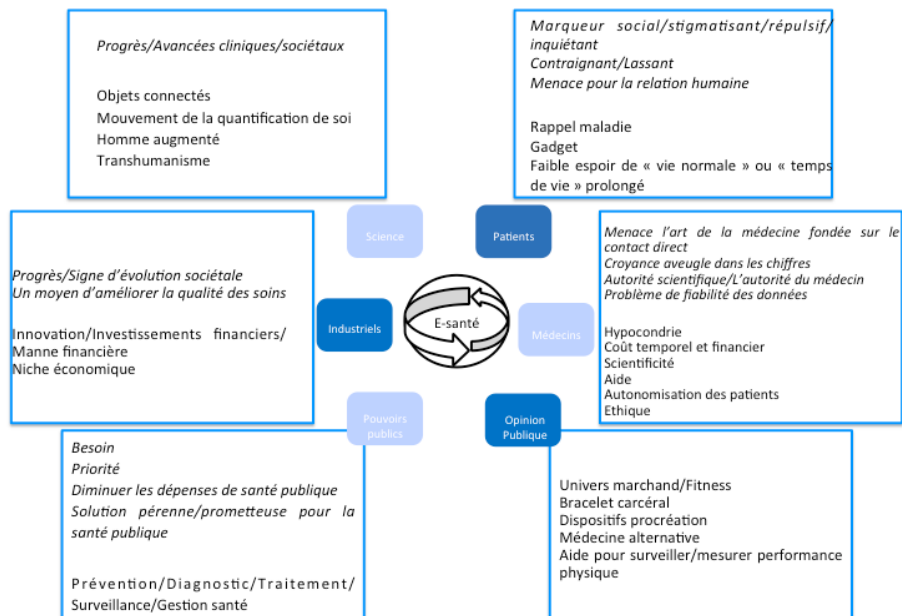 Progrès/Avancées cliniques/sociétaux
Objets connectés
Mouvement de la quantification de soi
Homme augmenté
Transhumanisme
Marqueur social/stigmatisant/répulsif/
inquiétant
Contraignant/Lassant
Menace pour la relation humaine
Rappel maladie
Gadget
Faible espoir de « vie normale » ou « temps
de vie » prolongé
Science
Patients
Progrès/Signe d’évolution sociétale
Un moyen d’améliorer la qualité des soins
Innovation/Investissements financiers/
Manne financière
Niche économique
Industriels
E-santé
Médecins
Menace l’art de la médecine fondée sur le
contact direct
Croyance aveugle dans les chiffres
Autorité scientifique/L’autorité du médecin
Problème de fiabilité des données
Hypocondrie
Coût temporel et financier
Scientificité
Aide
Autonomisation des patients
Ethique
Pouvoirs
publics
Opinion
Publique
Besoin
Priorité
Diminuer les dépenses de santé publique
Solution pérenne/prometteuse pour la
santé publique
Prévention/Diagnostic/Traitement/
Surveillance/Gestion santé
Univers marchand/Fitness
Bracelet carcéral
Dispositifs procréation
Médecine alternative
Aide pour surveiller/mesurer performance
physique